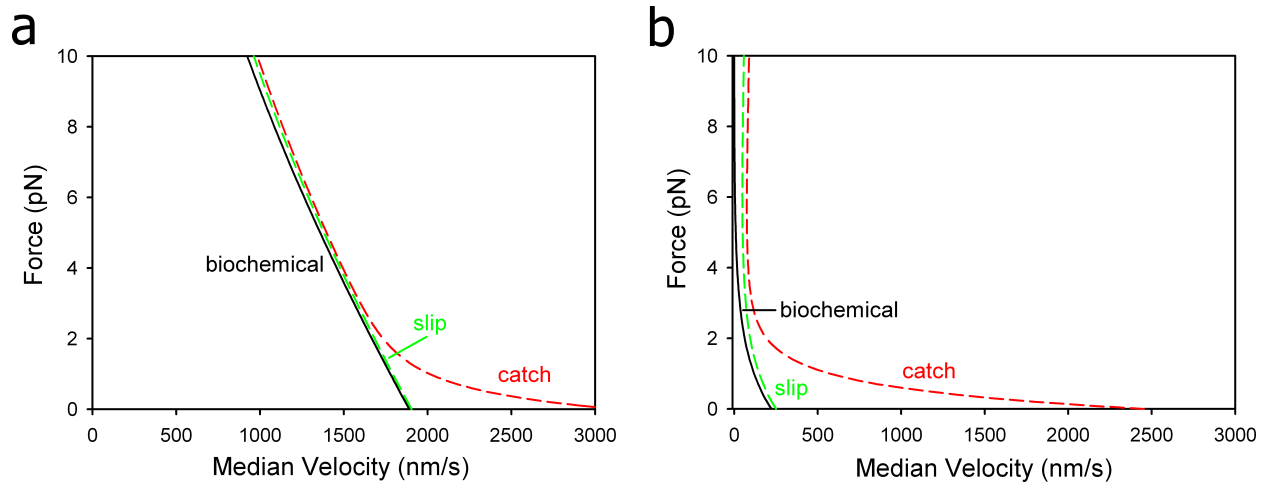 a
10
8
6
4
2
0
Force (pN)
biochemical
slip
catch
0 500 1000 1500 2000 2500 3000
Median Velocity (nm/s)
b
10
8
6
4
2
0
Force (pN)
biochemical
catch
slip
0 500 1000 1500 2000 2500 3000
Median Velocity (nm/s)